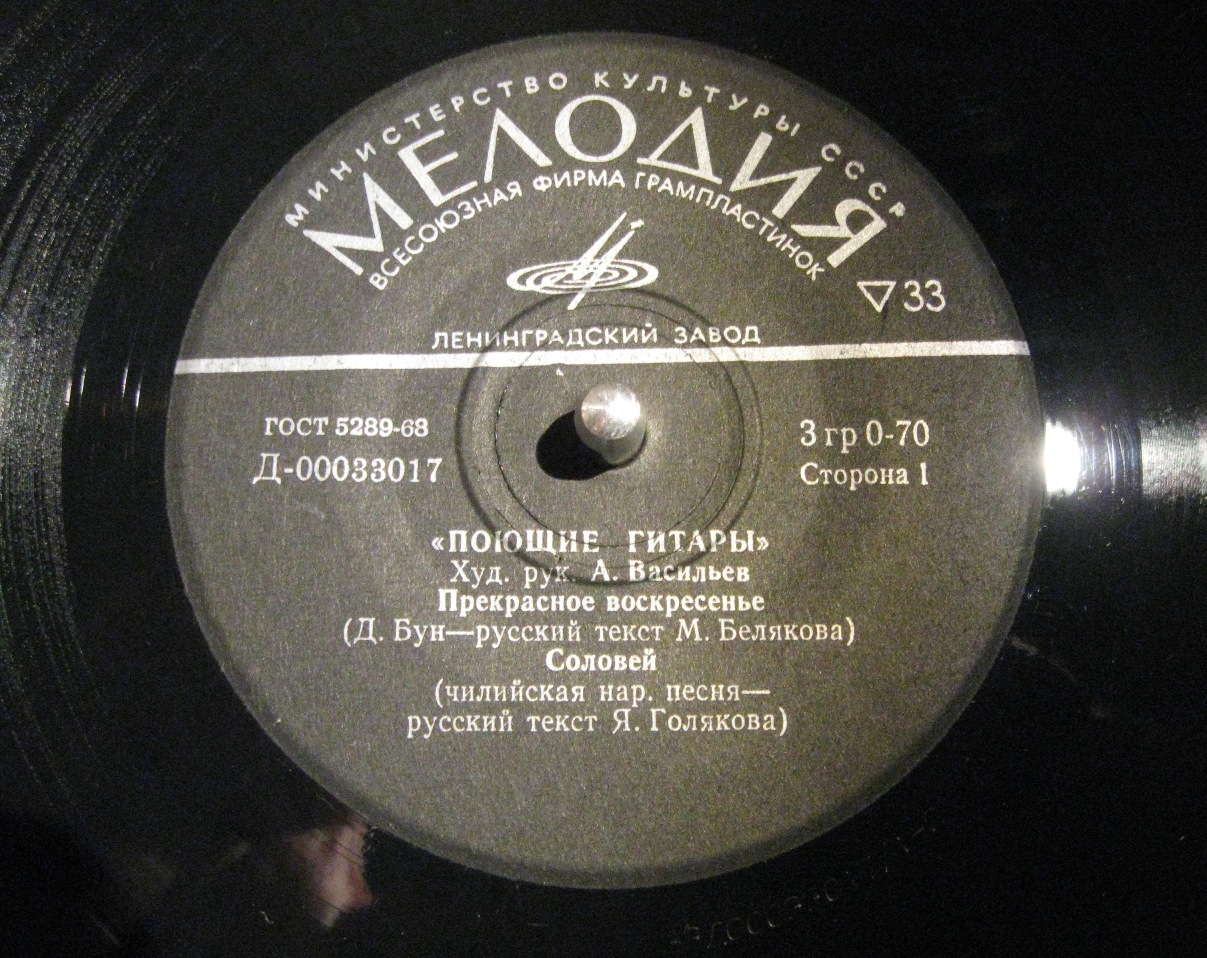 МИНИСТЕРСТВО КУЛЬТУРЫ СССР
МЕЛОДИЯ
ВСЕСОЮЗНАЯ ФИРМА ГРАМПЛАСТИНОК
33
ЛЕНИНГРАДСКИЙ ЗАВОД
ГОСТ 5289-68
Д-00033017
3 гр 0-70
Сторона 1
«ПОЮЩИЕ ГИТАРЫ»
Худ. рук. А. Васильев
Прекрасное воскресенье
(Д. Бун—русский текст М. Белякова)
Соловей
(чилийская нар. песня—
русский текст Я. Голякова)